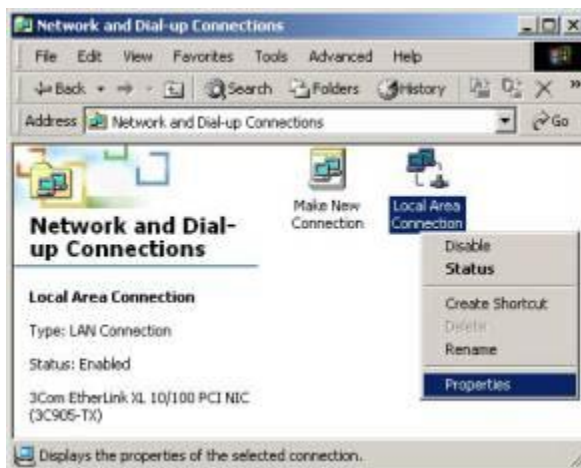 Network and Dial-up Connections
File Edit View Favorites Tools Advanced Help
Back Search Folders History »
Address Network and Dial-up Connections Go
Network and Dial-
up Connections
Local Area Connection
Type: LAN Connection
Status: Enabled
3Com EtherLink XL 10/100 PCI NIC
(3C905-TX)
Make New
Connection
Local Area
Connection
Disable
Status
Create Shortcut
Delete
Rename
Properties
Displays the properties of the selected connection.